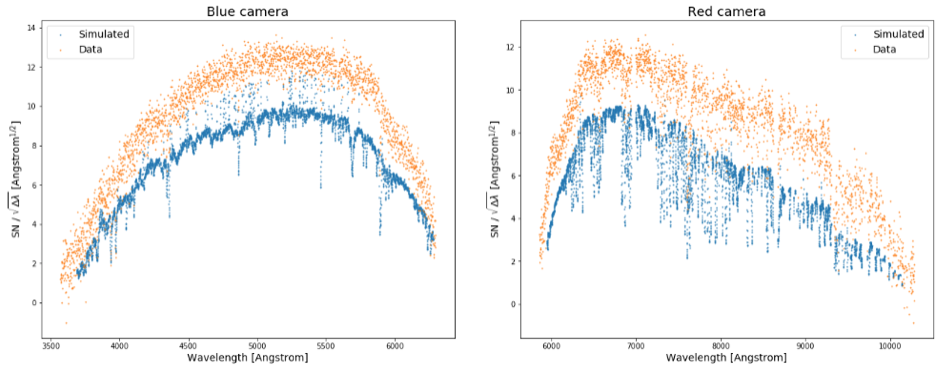 Blue camera
Simulated
Data
14
12
10
8
6
4
2
0
SN / √Δλ [Angstrom^1/2]
3500
4000
4500
5000
5500
6000
Wavelength [Angstrom]
Red camera
Simulated
Data
12
10
8
6
4
2
0
SN / √Δλ [Angstrom^1/2]
6000
7000
8000
9000
10000
Wavelength [Angstrom]